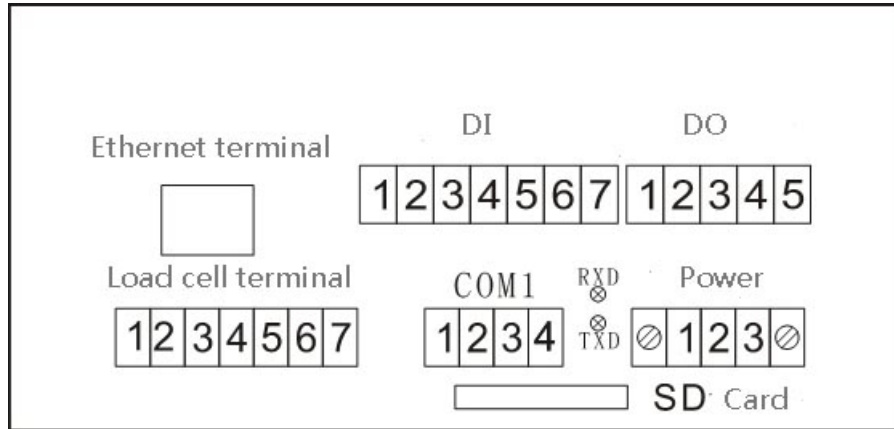 DI
DO
Ethernet terminal
1 2 3 4 5 6 7
1 2 3 4 5
Load cell terminal
COM1
RXD
Power
1 2 3 4 5 6 7
1 2 3 4
TXD
1 2 3
SD Card